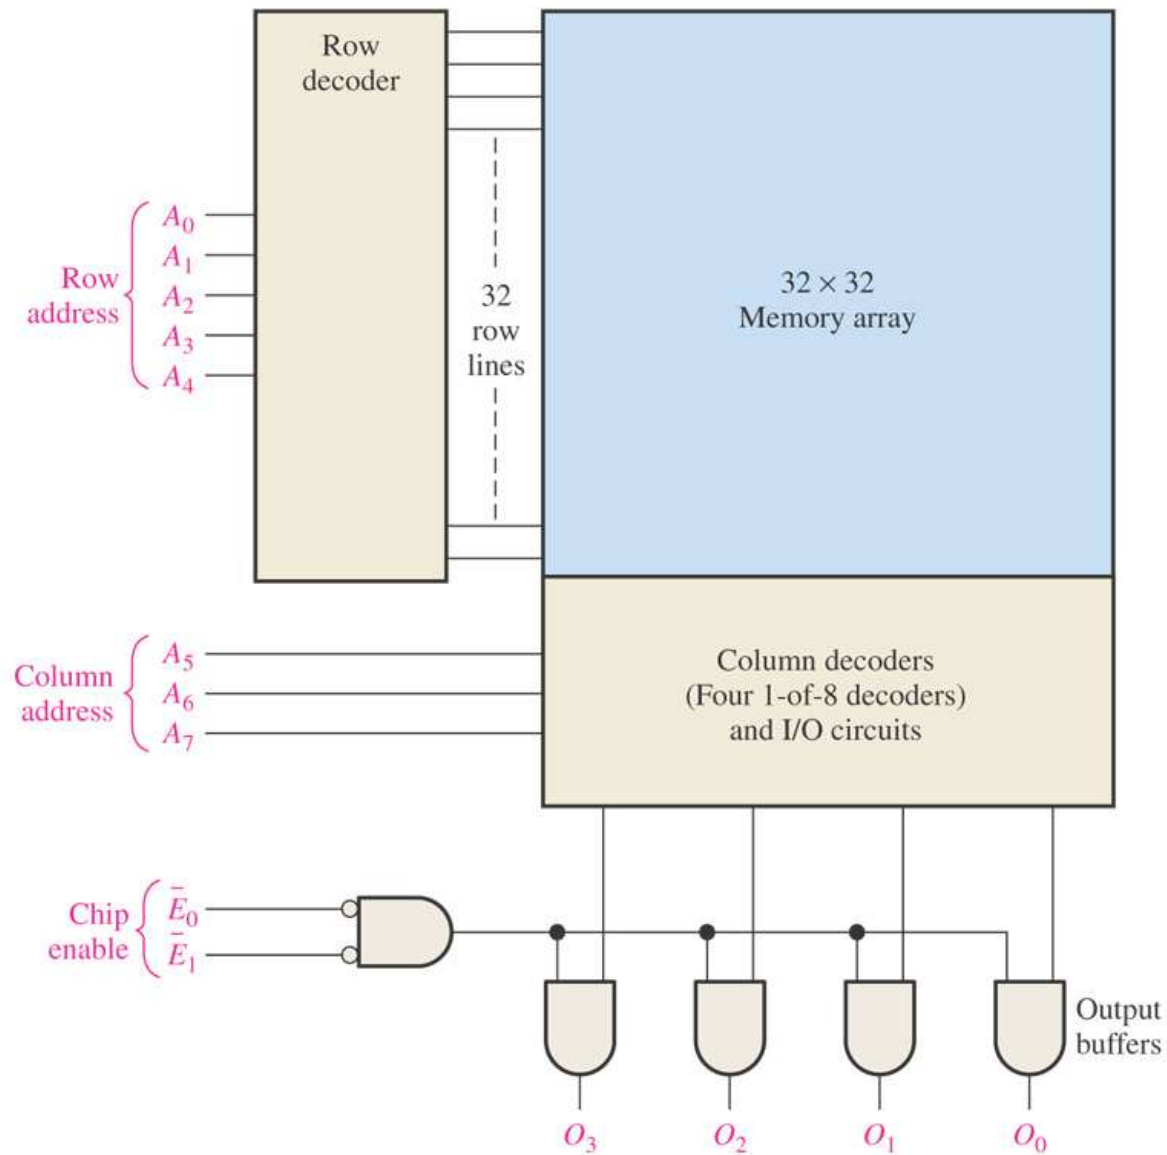 Row
decoder
A₀
A₁
A₂
A₃
A₄
Row
address
32
row
lines
32 × 32
Memory array
Column
address
A₅
A₆
A₇
Column decoders
(Four 1-of-8 decoders)
and I/O circuits
Chip
enable
Ē₀
Ē₁
Output
buffers
O₃ O₂ O₁ O₀